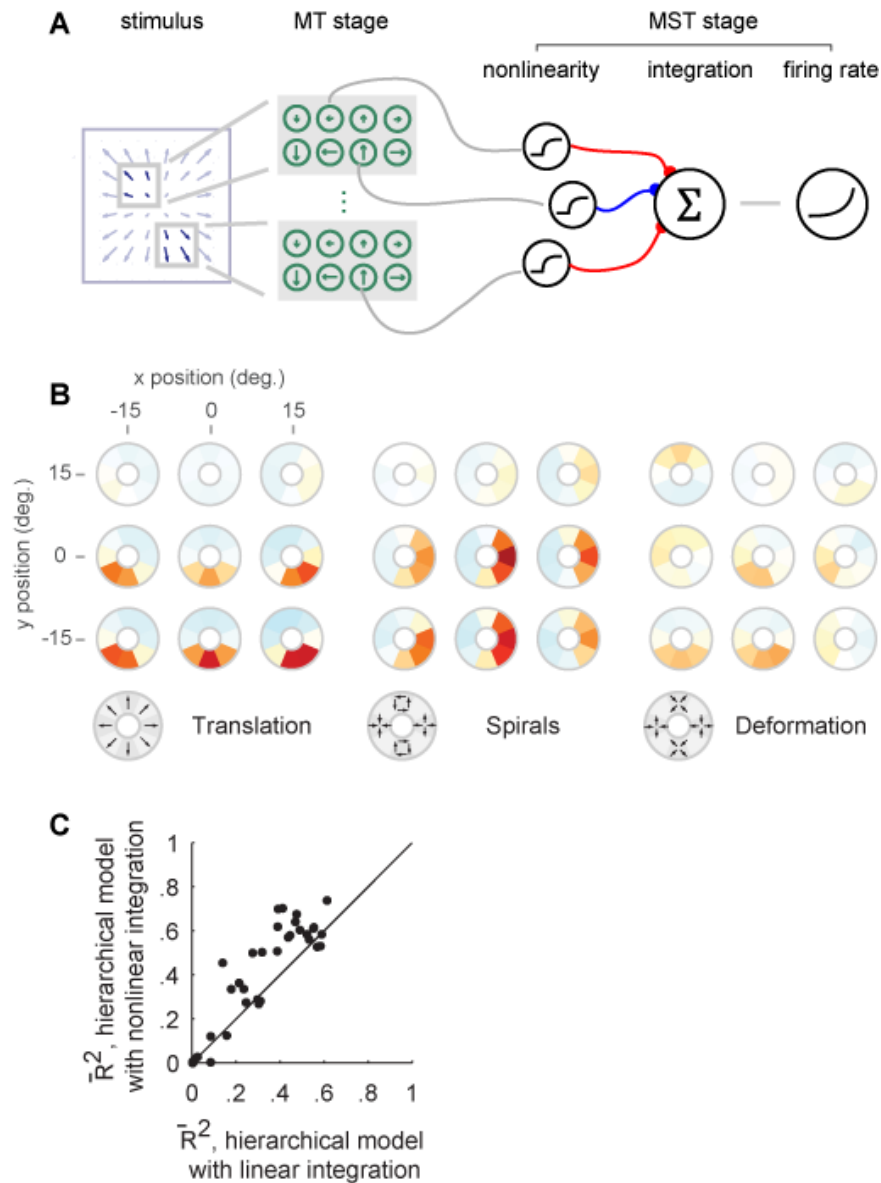 A
stimulus
MT stage
MST stage
nonlinearity
integration
firing rate
Σ
B
x position (deg.)
-15
0
15
y position (deg.)
15
0
-15
Translation
Spirals
Deformation
C
R̄², hierarchical model
with nonlinear integration
1
.8
.6
.4
.2
0
0 .2 .4 .6 .8 1
R̄², hierarchical model
with linear integration